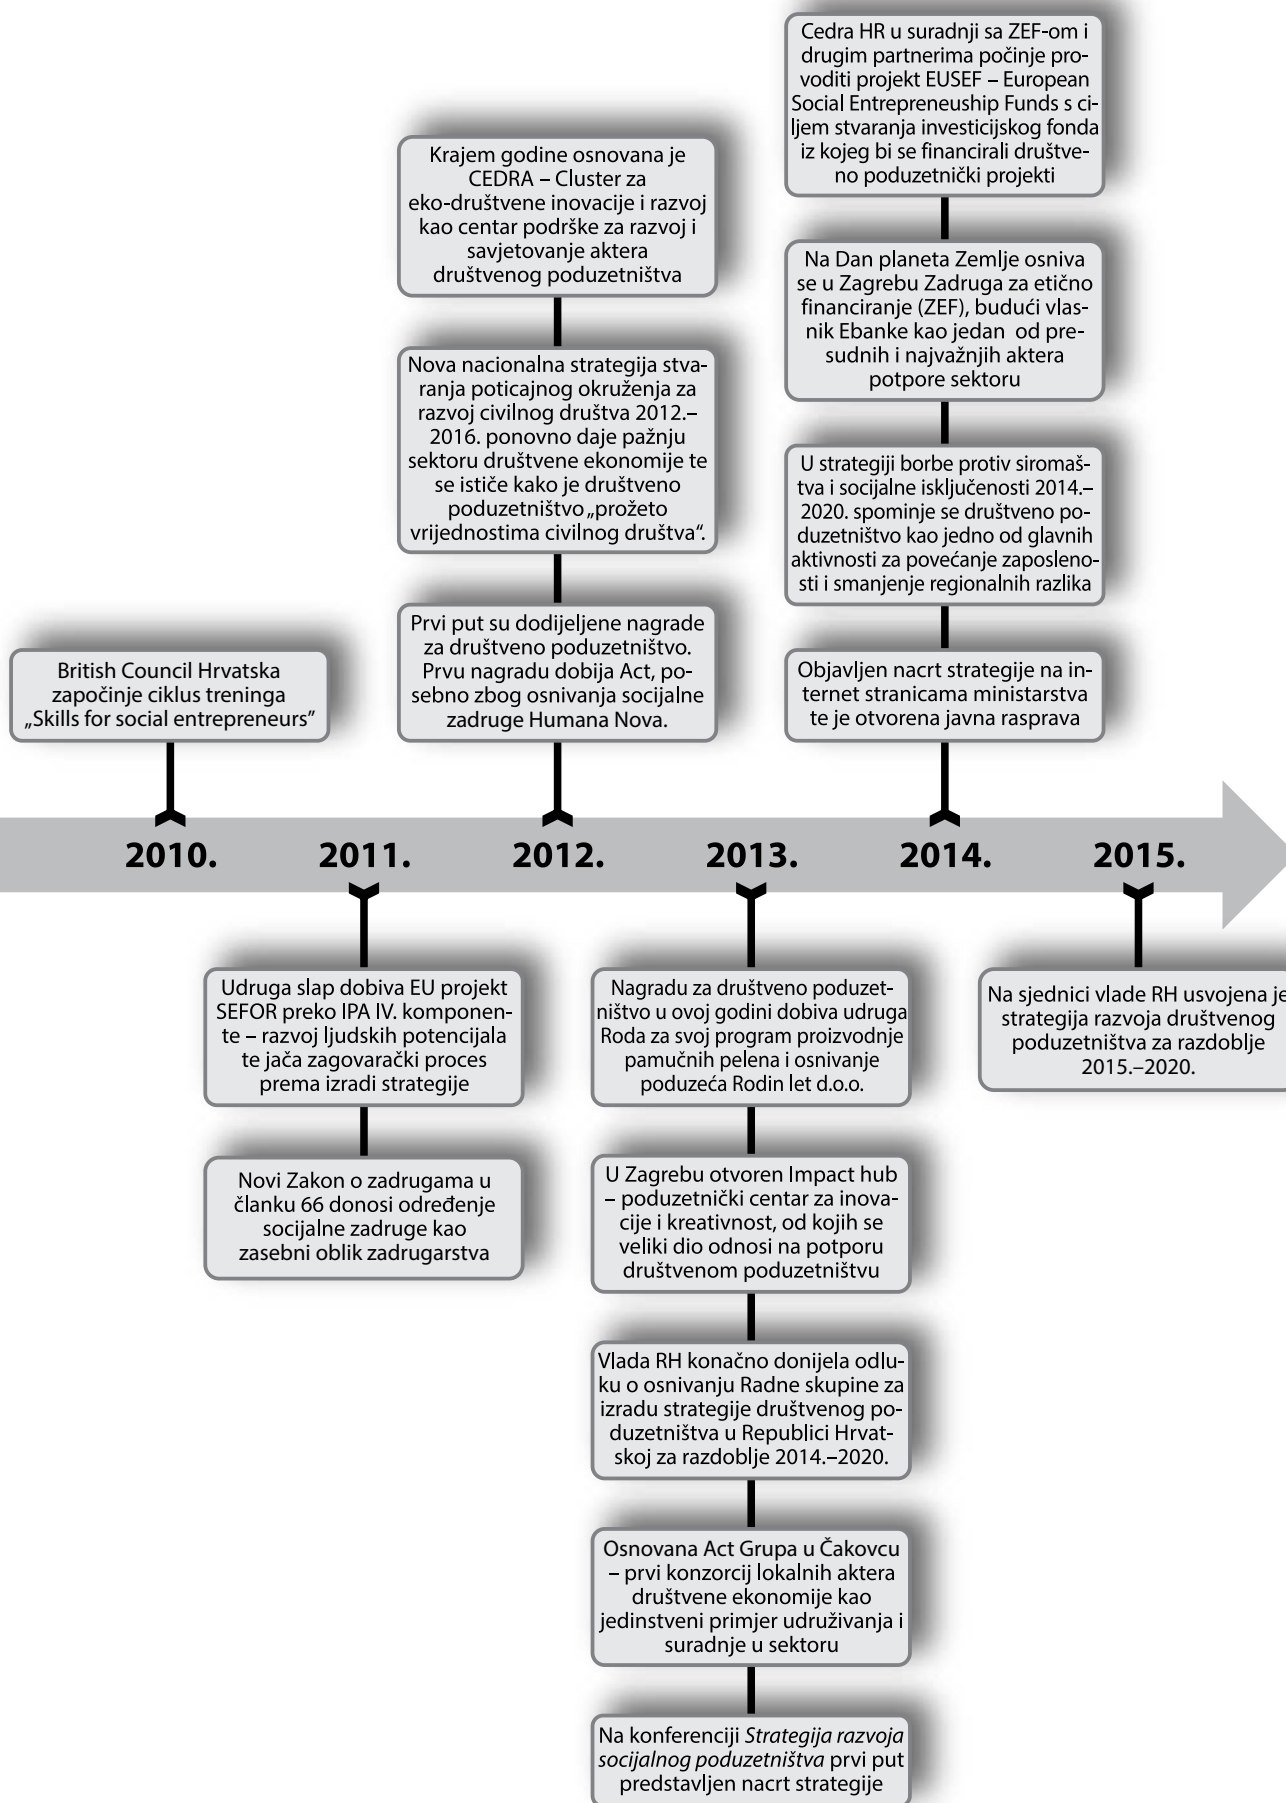 Cedra HR u suradnji sa ZEF-om i
drugim partnerima počinje pro-
voditi projekt EUSEF – European
Social Entrepreneuship Funds s ci-
ljem stvaranja investicijskog fonda
iz kojeg bi se financirali društve-
no poduzetnički projekti
Krajem godine osnovana je
CEDRA – Cluster za
eko-društvene inovacije i razvoj
kao centar podrške za razvoj i
savjetovanje aktera
društvenog poduzetništva
Na Dan planeta Zemlje osniva
se u Zagrebu Zadruga za etično
financiranje (ZEF), budući vlas-
nik Ebanke kao jedan od pre-
sudnih i najvažnjih aktera
potpore sektoru
Nova nacionalna strategija stva-
ranja poticajnog okruženja za
razvoj civilnog društva 2012.–
2016. ponovno daje pažnju
sektoru društvene ekonomije te
se ističe kako je društveno
poduzetništvo „prožeto
vrijednostima civilnog društva“.
U strategiji borbe protiv siromaš-
tva i socijalne isključenosti 2014.–
2020. spominje se društveno po-
duzetništvo kao jedno od glavnih
aktivnosti za povećanje zaposleno-
sti i smanjenje regionalnih razlika
Prvi put su dodijeljene nagrade
za društveno poduzetništvo.
Prvu nagradu dobija Act, po-
sebno zbog osnivanja socijalne
zadruge Humana Nova.
British Council Hrvatska
započinje ciklus treninga
„Skills for social entrepreneurs”
Objavljen nacrt strategije na in-
ternet stranicama ministarstva
te je otvorena javna rasprava
2010. 2011. 2012. 2013. 2014. 2015.
Udruga slap dobiva EU projekt
SEFOR preko IPA IV. komponen-
te – razvoj ljudskih potencijala
te jača zagovarački proces
prema izradi strategije
Novi Zakon o zadrugama u
članku 66 donosi određenje
socijalne zadruge kao
zasebni oblik zadrugarstva
Nagradu za društveno poduzet-
ništvo u ovoj godini dobiva udruga
Roda za svoj program proizvodnje
pamučnih pelena i osnivanje
poduzeća Rodin let d.o.o.
U Zagrebu otvoren Impact hub
– poduzetnički centar za inova-
cije i kreativnost, od kojih se
veliki dio odnosi na potporu
društvenom poduzetništvu
Vlada RH konačno donijela odlu-
ku o osnivanju Radne skupine za
izradu strategije društvenog po-
duzetništva u Republici Hrvat-
skoj za razdoblje 2014.–2020.
Osnovana Act Grupa u Čakovcu
– prvi konzorcij lokalnih aktera
društvene ekonomije kao
jedinstveni primjer udruživanja i
suradnje u sektoru
Na konferenciji Strategija razvoja
socijalnog poduzetništva prvi put
predstavljen nacrt strategije
Na sjednici vlade RH usvojena je
strategija razvoja društvenog
poduzetništva za razdoblje
2015.–2020.